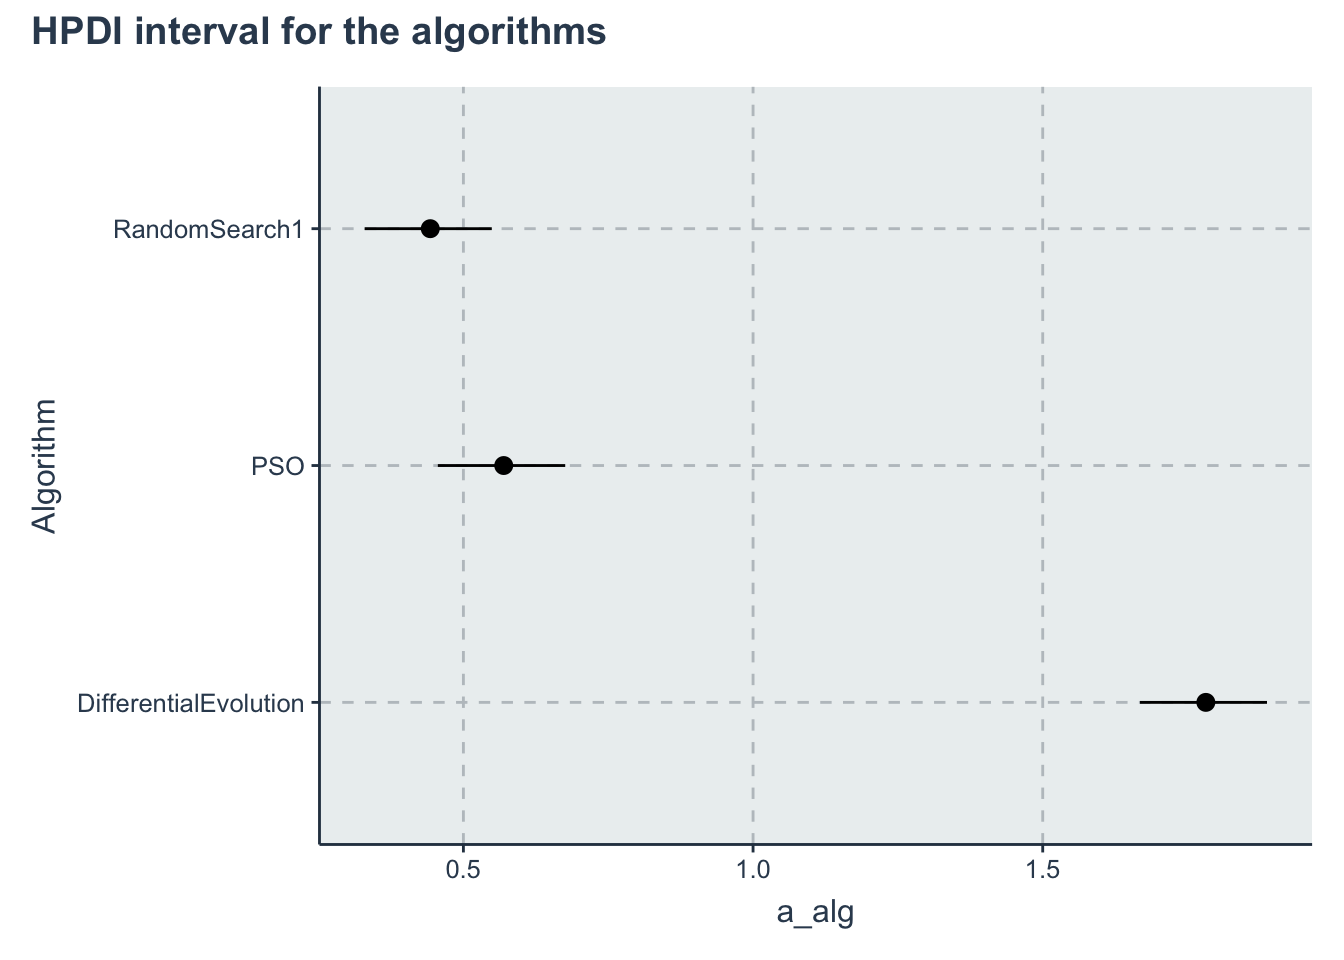 HPDI interval for the algorithms
RandomSearch1
PSO
DifferentialEvolution
Algorithm
0.5 1.0 1.5
a_alg